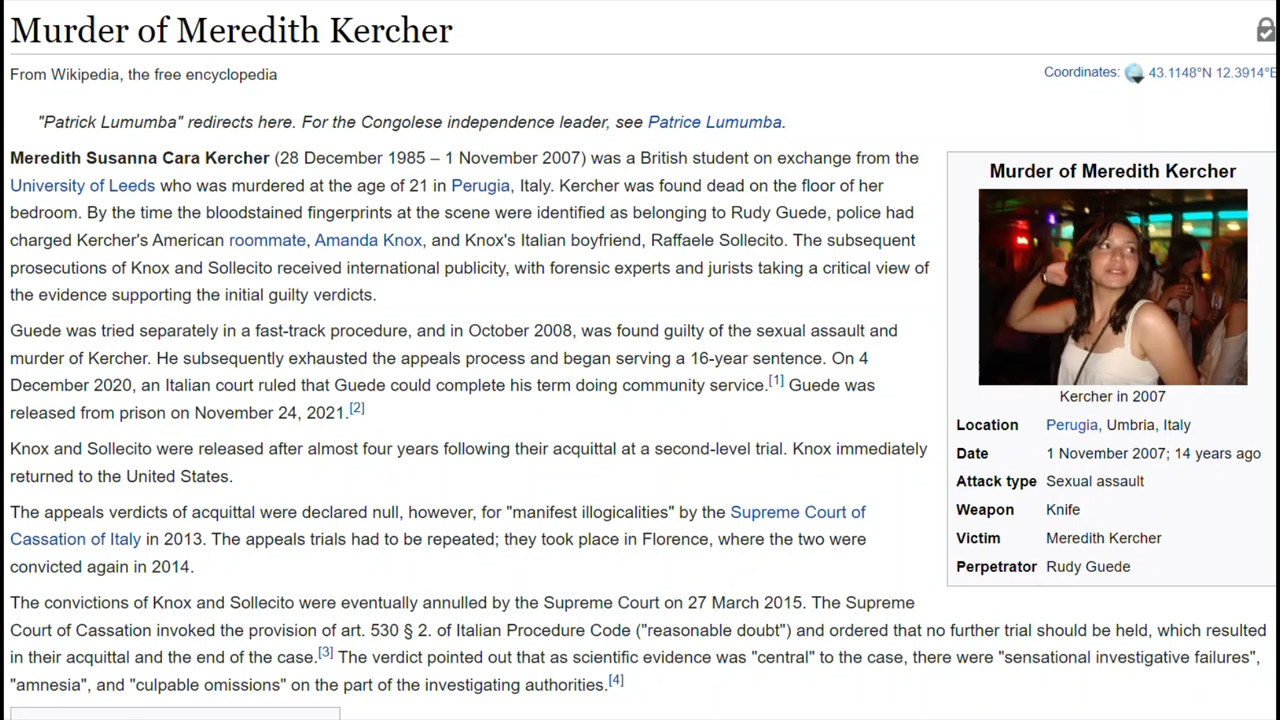 Murder of Meredith Kercher
From Wikipedia, the free encyclopedia
Coordinates: 43.1148°N 12.3914°E
"Patrick Lumumba" redirects here. For the Congolese independence leader, see Patrice Lumumba.
Meredith Susanna Cara Kercher (28 December 1985 – 1 November 2007) was a British student on exchange from the
University of Leeds who was murdered at the age of 21 in Perugia, Italy. Kercher was found dead on the floor of her
bedroom. By the time the bloodstained fingerprints at the scene were identified as belonging to Rudy Guede, police had
charged Kercher's American roommate, Amanda Knox, and Knox's Italian boyfriend, Raffaele Sollecito. The subsequent
prosecutions of Knox and Sollecito received international publicity, with forensic experts and jurists taking a critical view of
the evidence supporting the initial guilty verdicts.
Guede was tried separately in a fast-track procedure, and in October 2008, was found guilty of the sexual assault and
murder of Kercher. He subsequently exhausted the appeals process and began serving a 16-year sentence. On 4
December 2020, an Italian court ruled that Guede could complete his term doing community service.[1] Guede was
released from prison on November 24, 2021.[2]
Knox and Sollecito were released after almost four years following their acquittal at a second-level trial. Knox immediately
returned to the United States.
The appeals verdicts of acquittal were declared null, however, for "manifest illogicalities" by the Supreme Court of
Cassation of Italy in 2013. The appeals trials had to be repeated; they took place in Florence, where the two were
convicted again in 2014.
The convictions of Knox and Sollecito were eventually annulled by the Supreme Court on 27 March 2015. The Supreme
Court of Cassation invoked the provision of art. 530 § 2. of Italian Procedure Code ("reasonable doubt") and ordered that no further trial should be held, which resulted
in their acquittal and the end of the case.[3] The verdict pointed out that as scientific evidence was "central" to the case, there were "sensational investigative failures",
"amnesia", and "culpable omissions" on the part of the investigating authorities.[4]
Murder of Meredith Kercher
Kercher in 2007
Location Perugia, Umbria, Italy
Date 1 November 2007; 14 years ago
Attack type Sexual assault
Weapon Knife
Victim Meredith Kercher
Perpetrator Rudy Guede